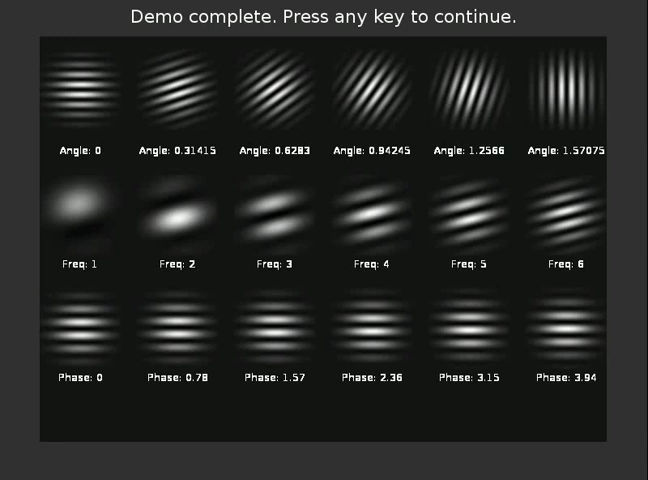 Demo complete. Press any key to continue.
Angle: 0 Angle: 0.31415 Angle: 0.6283 Angle: 0.94245 Angle: 1.2566 Angle: 1.57075
Freq: 1 Freq: 2 Freq: 3 Freq: 4 Freq: 5 Freq: 6
Phase: 0 Phase: 0.78 Phase: 1.57 Phase: 2.36 Phase: 3.15 Phase: 3.94